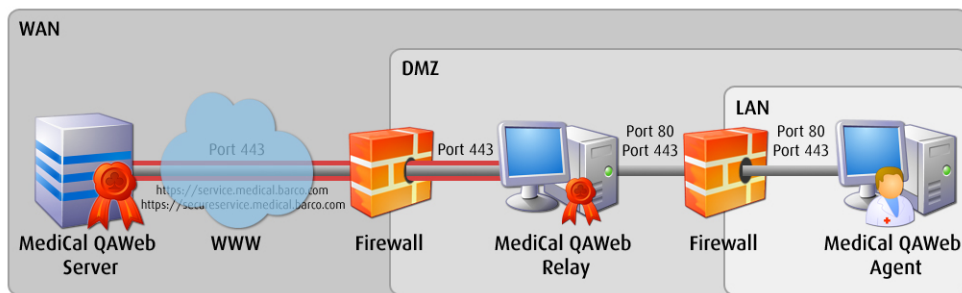 WAN
DMZ
LAN
Port 443
Port 443
Port 80
Port 443
Port 80
Port 443
https://service.medical.barco.com
https://secureservice.medical.barco.com
MediCal QAWeb
Server
WWW
Firewall
MediCal QAWeb
Relay
Firewall
MediCal QAWeb
Agent